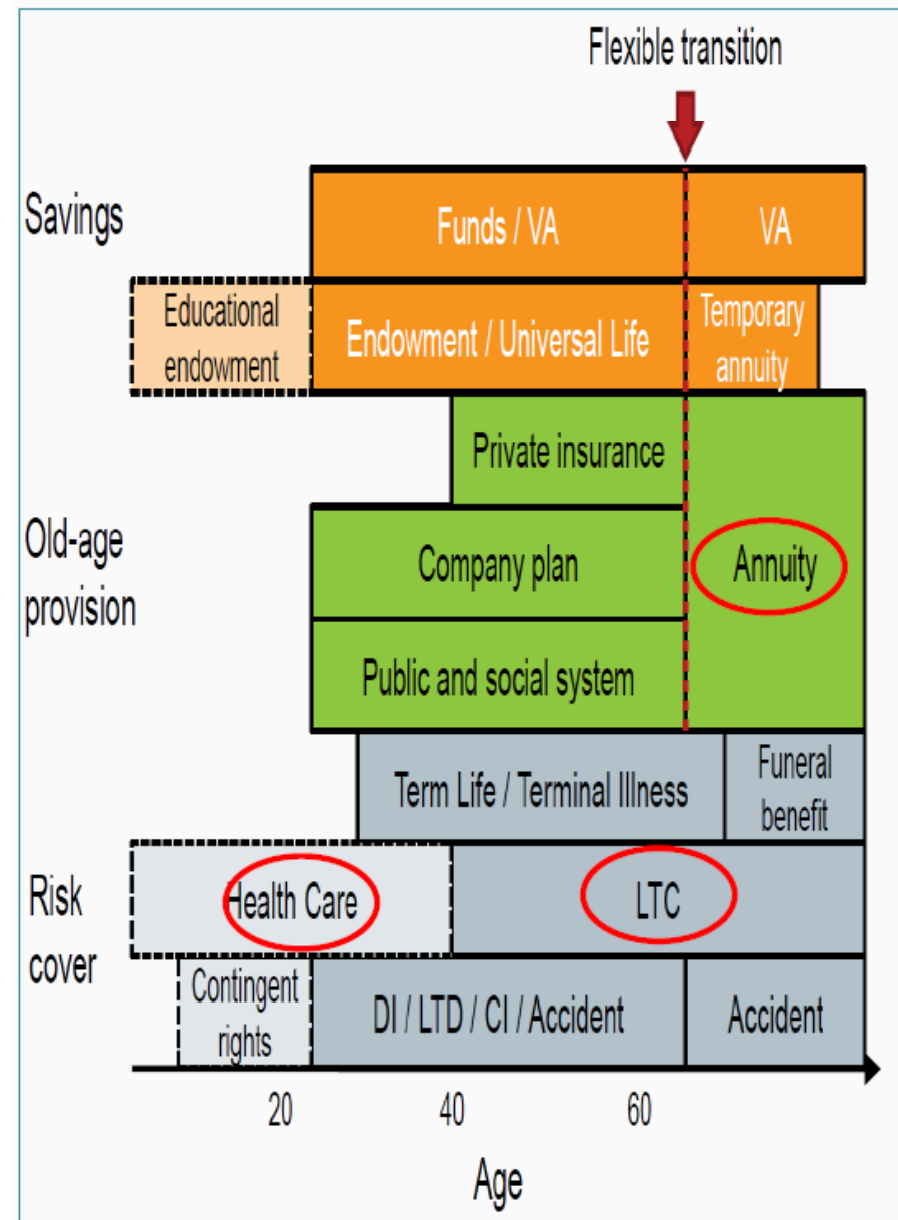 Flexible transition
Savings
Funds / VA
VA
Educational
endowment
Endowment / Universal Life
Temporary
annuity
Private insurance
Old-age
provision
Company plan
Annuity
Public and social system
Term Life / Terminal Illness
Funeral
benefit
Risk
cover
Health Care
LTC
Contingent
rights
DI / LTD / CI / Accident
Accident
20
40
60
Age